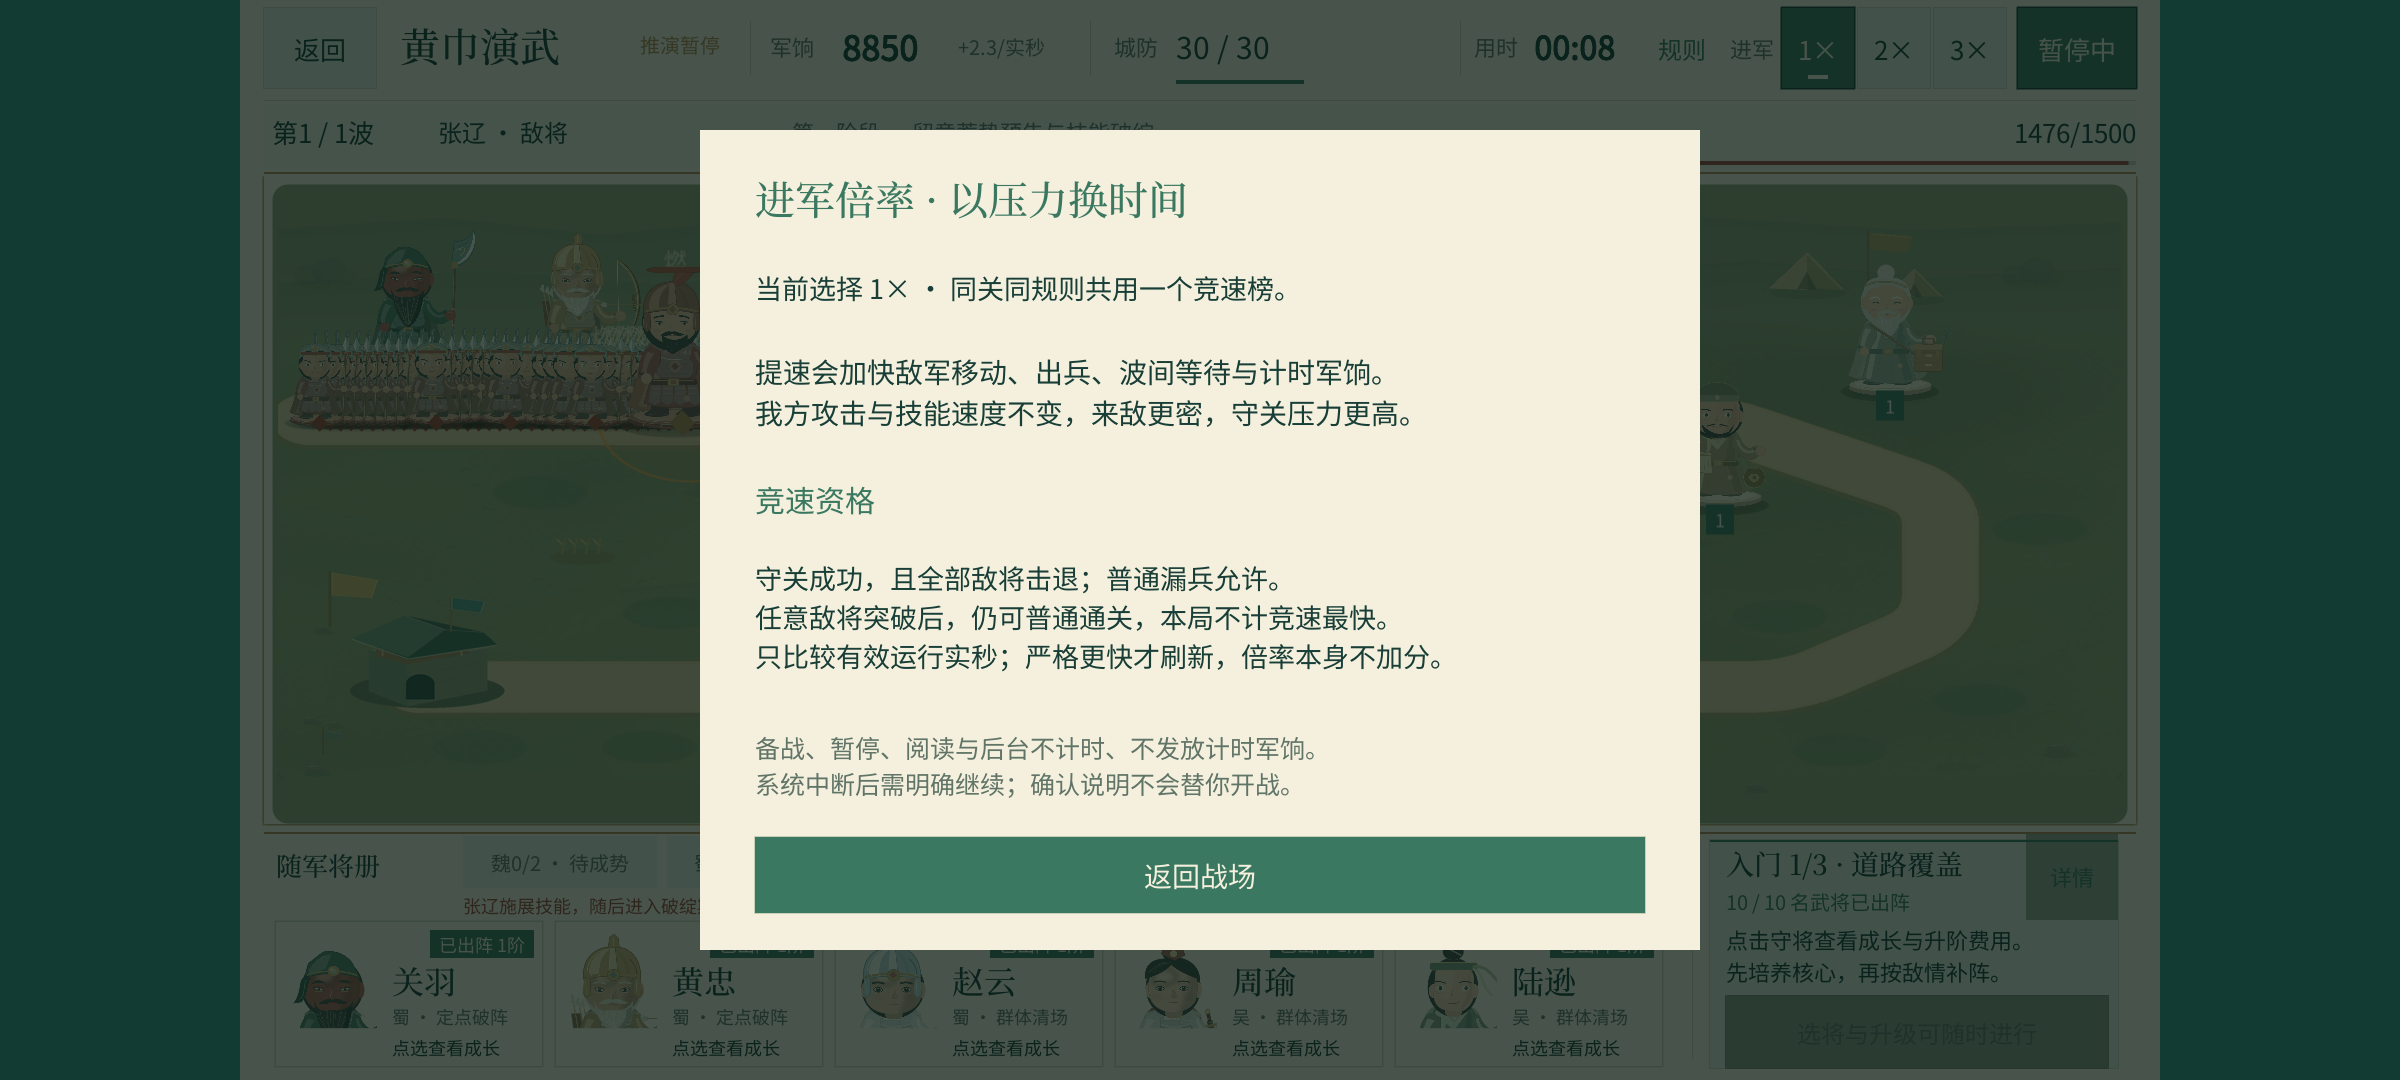 返回
黄巾演武
推演暂停
军饷 8850 +2.3/实秒
城防 30 / 30
用时 00:08
规则
进军 1× 2× 3×
暂停中
第1 / 1波
张辽 · 敌将
1476/1500
燃
进军倍率 · 以压力换时间
当前选择 1× · 同关同规则共用一个竞速榜。
提速会加快敌军移动、出兵、波间等待与计时军饷。
我方攻击与技能速度不变，来敌更密，守关压力更高。
竞速资格
守关成功，且全部敌将击退；普通漏兵允许。
任意敌将突破后，仍可普通通关，本局不计竞速最快。
只比较有效运行实秒；严格更快才刷新，倍率本身不加分。
备战、暂停、阅读与后台不计时、不发放计时军饷。
系统中断后需明确继续；确认说明不会替你开战。
返回战场
1
1
随军将册
魏0/2 · 待成势
张辽施展技能，随后进入破绽
已出阵 1阶
关羽
蜀 · 定点破阵
点选查看成长
黄忠
蜀 · 定点破阵
点选查看成长
赵云
蜀 · 群体清场
点选查看成长
周瑜
吴 · 群体清场
点选查看成长
陆逊
吴 · 群体清场
点选查看成长
入门 1/3 · 道路覆盖
详情
10 / 10 名武将已出阵
点击守将查看成长与升阶费用。
先培养核心，再按敌情补阵。
选将与升级可随时进行